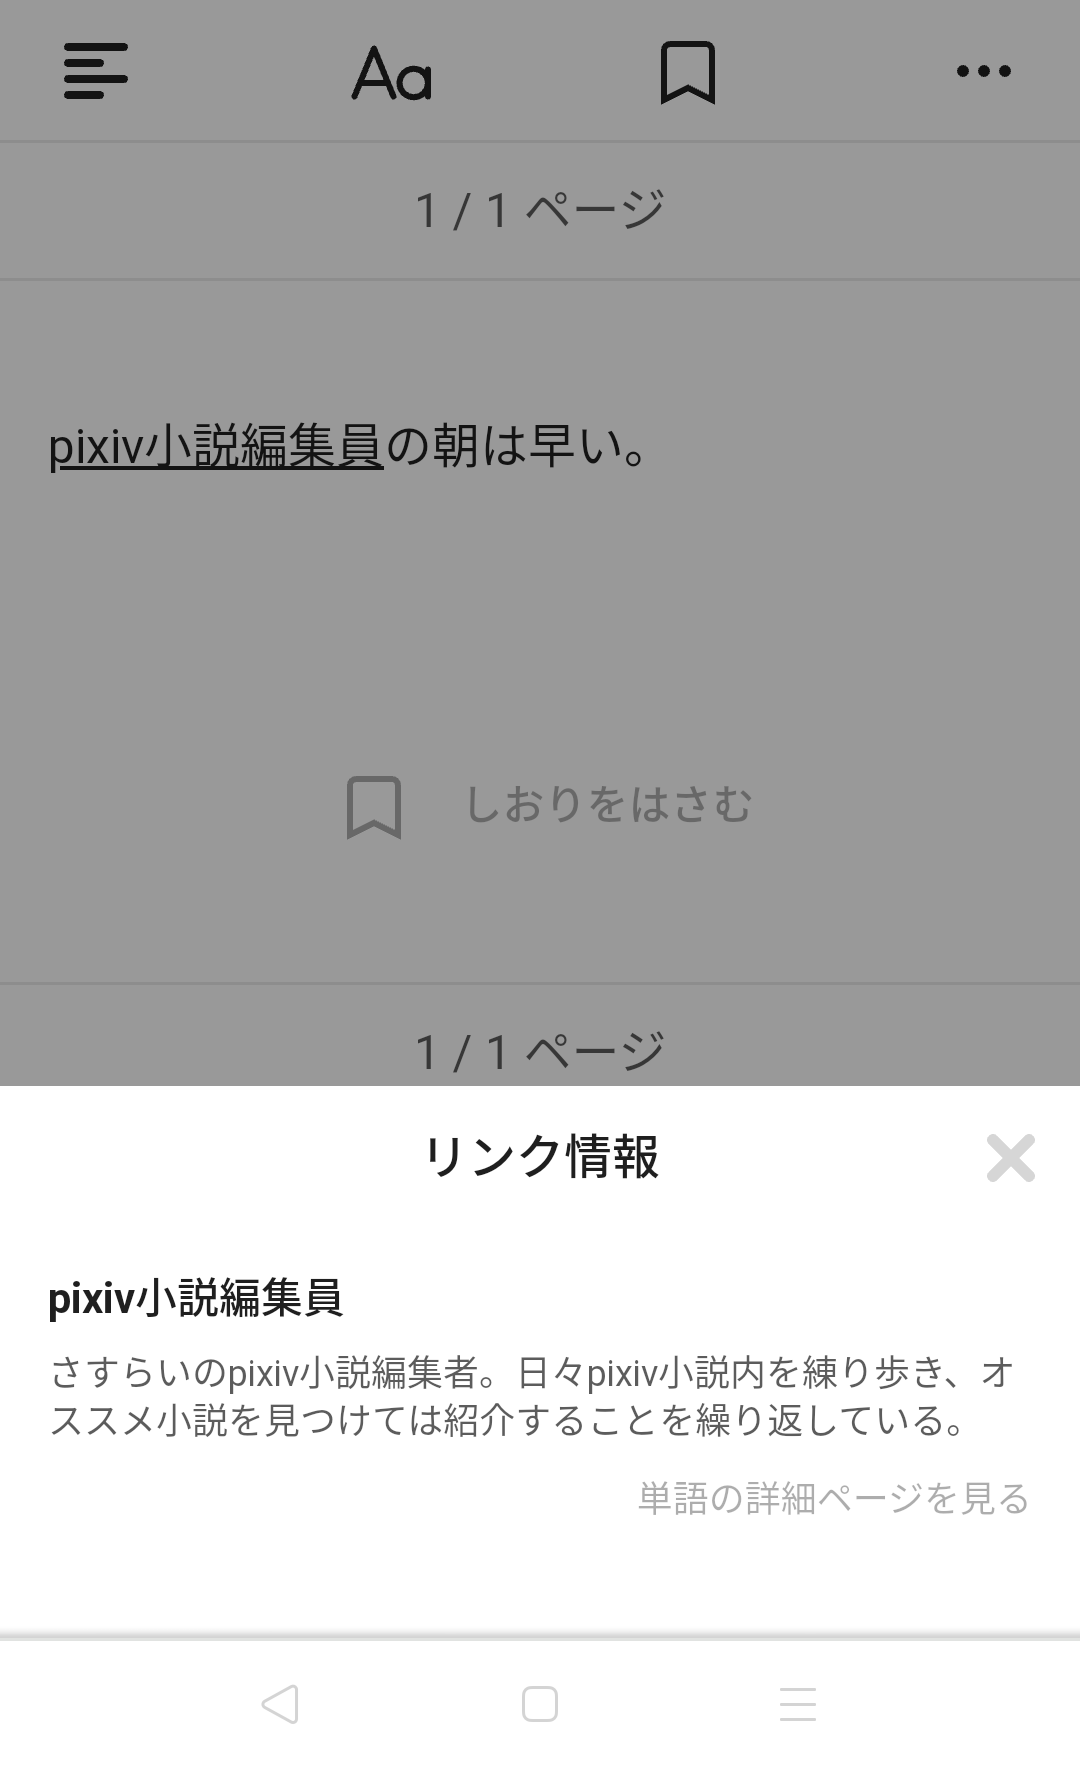 Aa
1 / 1 ページ
pixiv小説編集員の朝は早い。
しおりをはさむ
1 / 1 ページ
リンク情報
pixiv小説編集員
さすらいのpixiv小説編集者。日々pixiv小説内を練り歩き、オ
ススメ小説を見つけては紹介することを繰り返している。
単語の詳細ページを見る